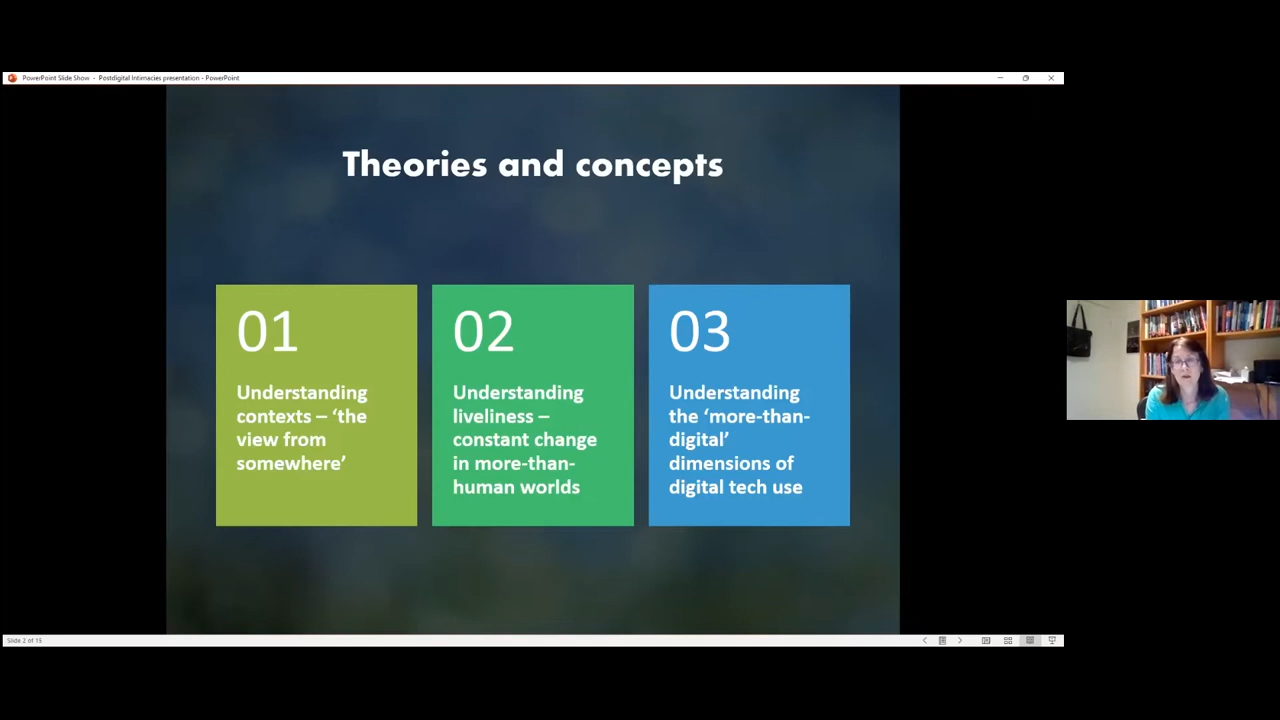 PowerPoint Slide Show - Postdigital Intimacies presentation - PowerPoint
Theories and concepts
01
Understanding
contexts – ‘the
view from
somewhere’
02
Understanding
liveliness –
constant change
in more-than-
human worlds
03
Understanding
the ‘more-than-
digital’
dimensions of
digital tech use
Slide 2 of 15